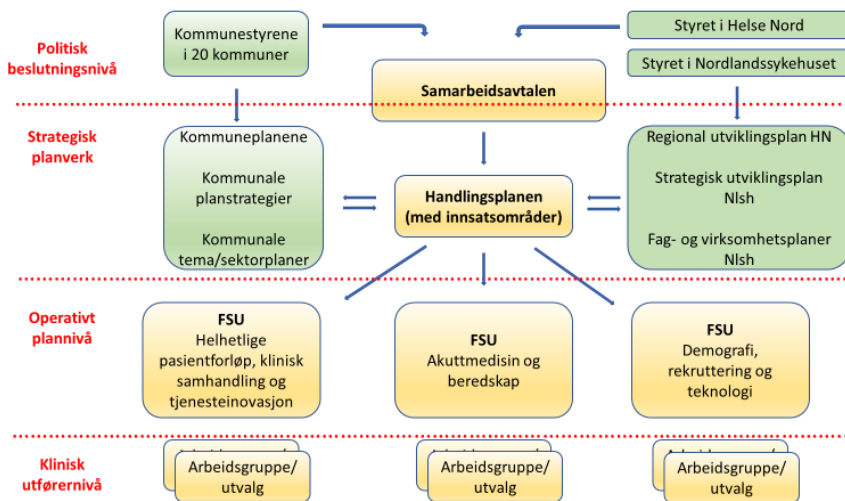 Politisk
beslutningsnivå
Kommunestyrene
i 20 kommuner
Styret i Helse Nord
Styret i Nordlandssykehuset
Samarbeidsavtalen
Strategisk
planverk
Kommuneplanene
Kommunale
planstrategier
Kommunale
tema/sektorplaner
Handlingsplanen
(med innsatsområder)
Regional utviklingsplan HN
Strategisk utviklingsplan
Nlsh
Fag- og virksomhetsplaner
Nlsh
Operativt
plannivå
FSU
Helhetlige
pasientforløp, klinisk
samhandling og
tjenesteinovasjon
FSU
Akuttmedisin og
beredskap
FSU
Demografi,
rekruttering og
teknologi
Klinisk
utførernivå
Arbeidsgruppe/
utvalg
Arbeidsgruppe/
utvalg
Arbeidsgruppe/
utvalg